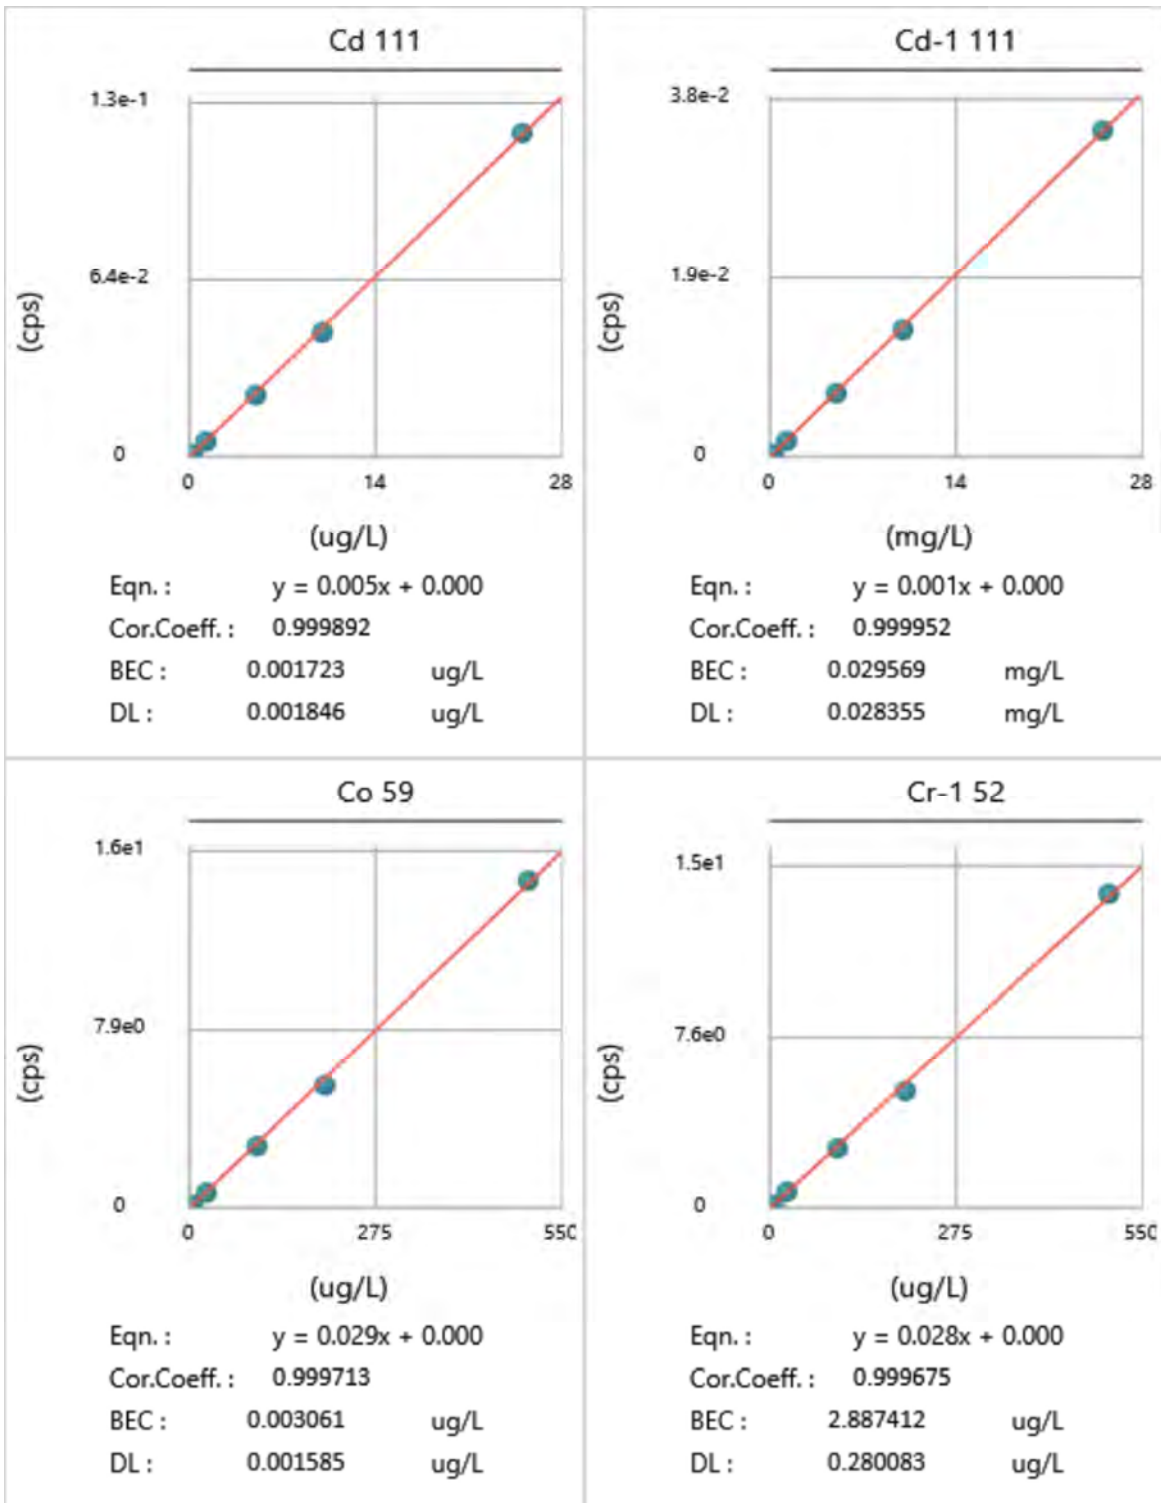 Cd 111
1.3e-1
6.4e-2
0
(cps)
0 14 28
(ug/L)
Eqn. : y = 0.005x + 0.000
Cor.Coeff. : 0.999892
BEC : 0.001723 ug/L
DL : 0.001846 ug/L
Cd-1 111
3.8e-2
1.9e-2
0
(cps)
0 14 28
(mg/L)
Eqn. : y = 0.001x + 0.000
Cor.Coeff. : 0.999952
BEC : 0.029569 mg/L
DL : 0.028355 mg/L
Co 59
1.6e1
7.9e0
0
(cps)
0 275 550
(ug/L)
Eqn. : y = 0.029x + 0.000
Cor.Coeff. : 0.999713
BEC : 0.003061 ug/L
DL : 0.001585 ug/L
Cr-1 52
1.5e1
7.6e0
0
(cps)
0 275 550
(ug/L)
Eqn. : y = 0.028x + 0.000
Cor.Coeff. : 0.999675
BEC : 2.887412 ug/L
DL : 0.280083 ug/L